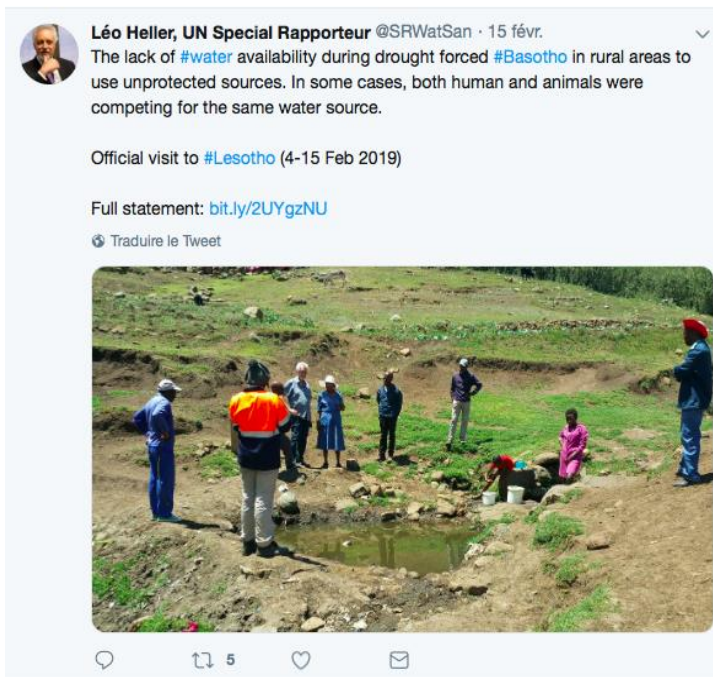 Léo Heller, UN Special Rapporteur @SRWatSan · 15 févr.
The lack of #water availability during drought forced #Basotho in rural areas to
use unprotected sources. In some cases, both human and animals were
competing for the same water source.
Official visit to #Lesotho (4-15 Feb 2019)
Full statement: bit.ly/2UYgzNU
Traduire le Tweet
5